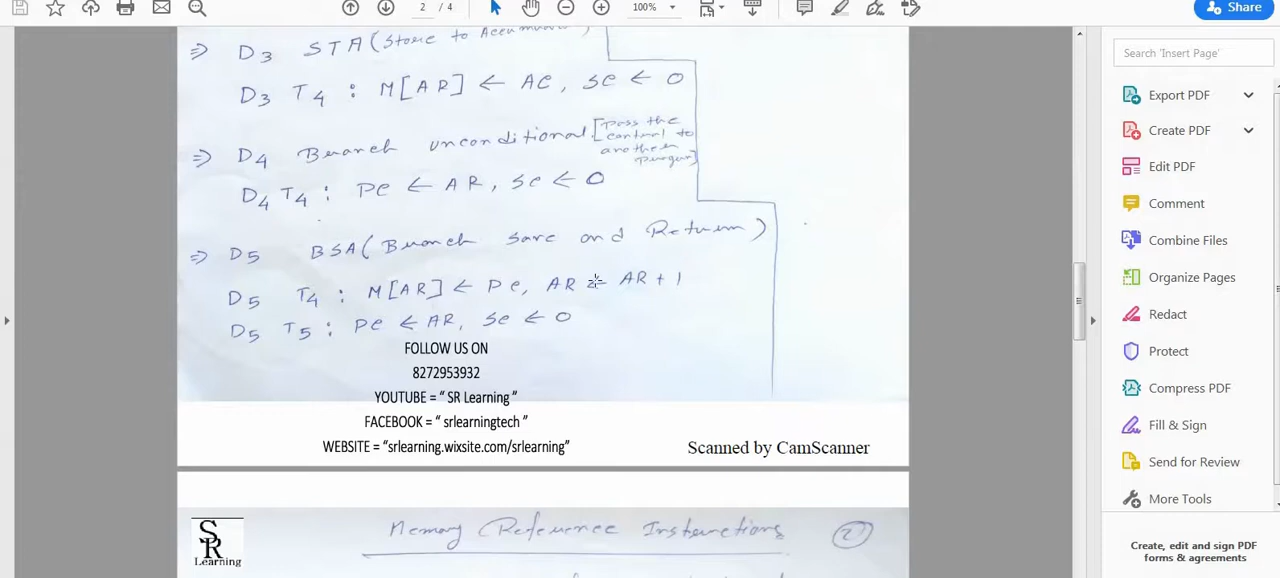 2 / 4
100%
Share
⇒ D3 STA (Store to Accumulator)
D3 T4 : M[AR] ← AC, SC ← 0
⇒ D4 Branch unconditional [Pass the
control to
another
D4 T4 : PC ← AR, SC ← 0
⇒ D5 BSA (Branch Save and Return)
D5 T4 : M[AR] ← PC, AR ← AR + 1
D5 T5 : PC ← AR, SC ← 0
FOLLOW US ON
8272953932
YOUTUBE = “ SR Learning ”
FACEBOOK = “ srlearningtech ”
WEBSITE = “srlearning.wixsite.com/srlearning”
Scanned by CamScanner
SR
Learning
Memory Reference Instructions
2
Search 'Insert Page'
Export PDF
Create PDF
Edit PDF
Comment
Combine Files
Organize Pages
Redact
Protect
Compress PDF
Fill & Sign
Send for Review
More Tools
Create, edit and sign PDF
forms & agreements